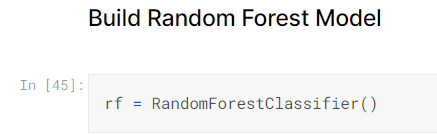 Build Random Forest Model
In [45]:
rf = RandomForestClassifier()